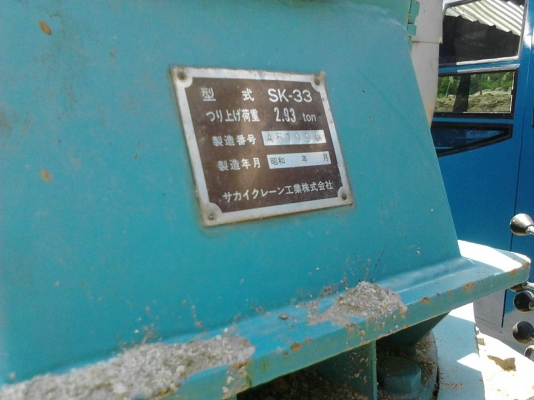 型式 SK-33
つり上げ荷重 2.93 ton
製造番号
製造年月 昭和 年 月
サカイクレーン工業株式会社